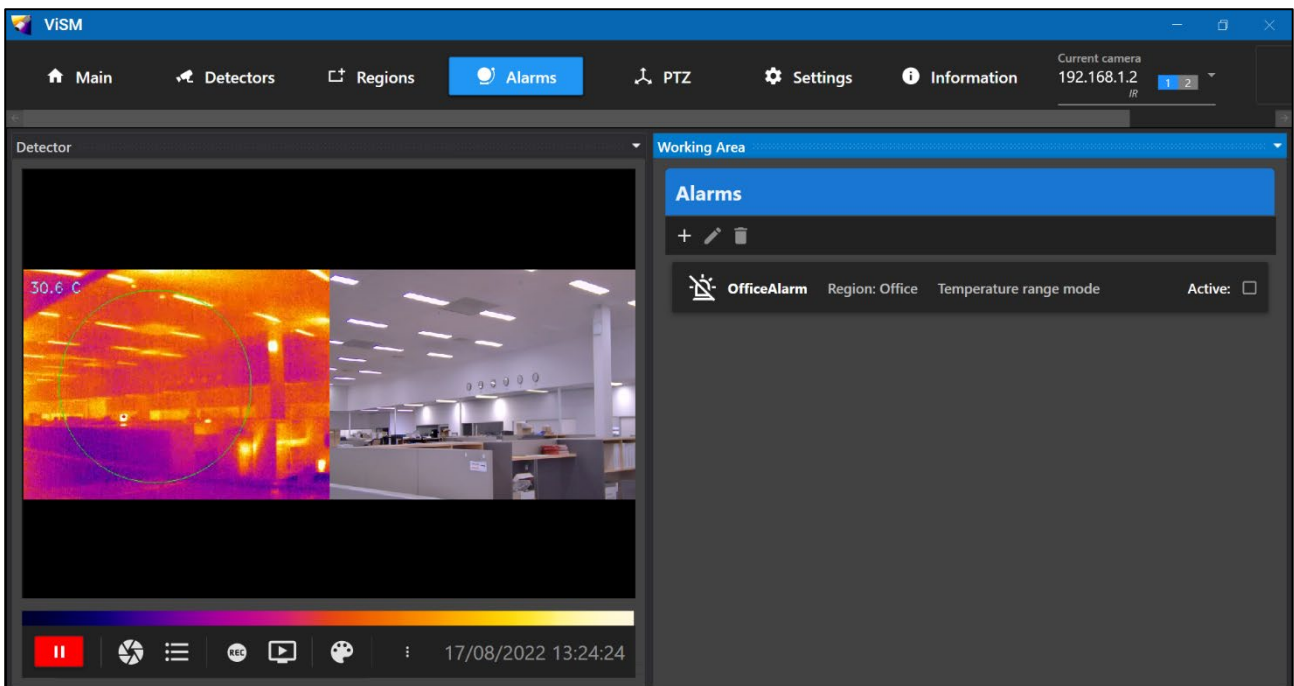 ViSM
Main
Detectors
Regions
Alarms
PTZ
Settings
Information
Current camera
192.168.1.2
IR
1 2
Detector
Working Area
30.6 C
Alarms
OfficeAlarm Region: Office Temperature range mode Active:
REC
17/08/2022 13:24:24